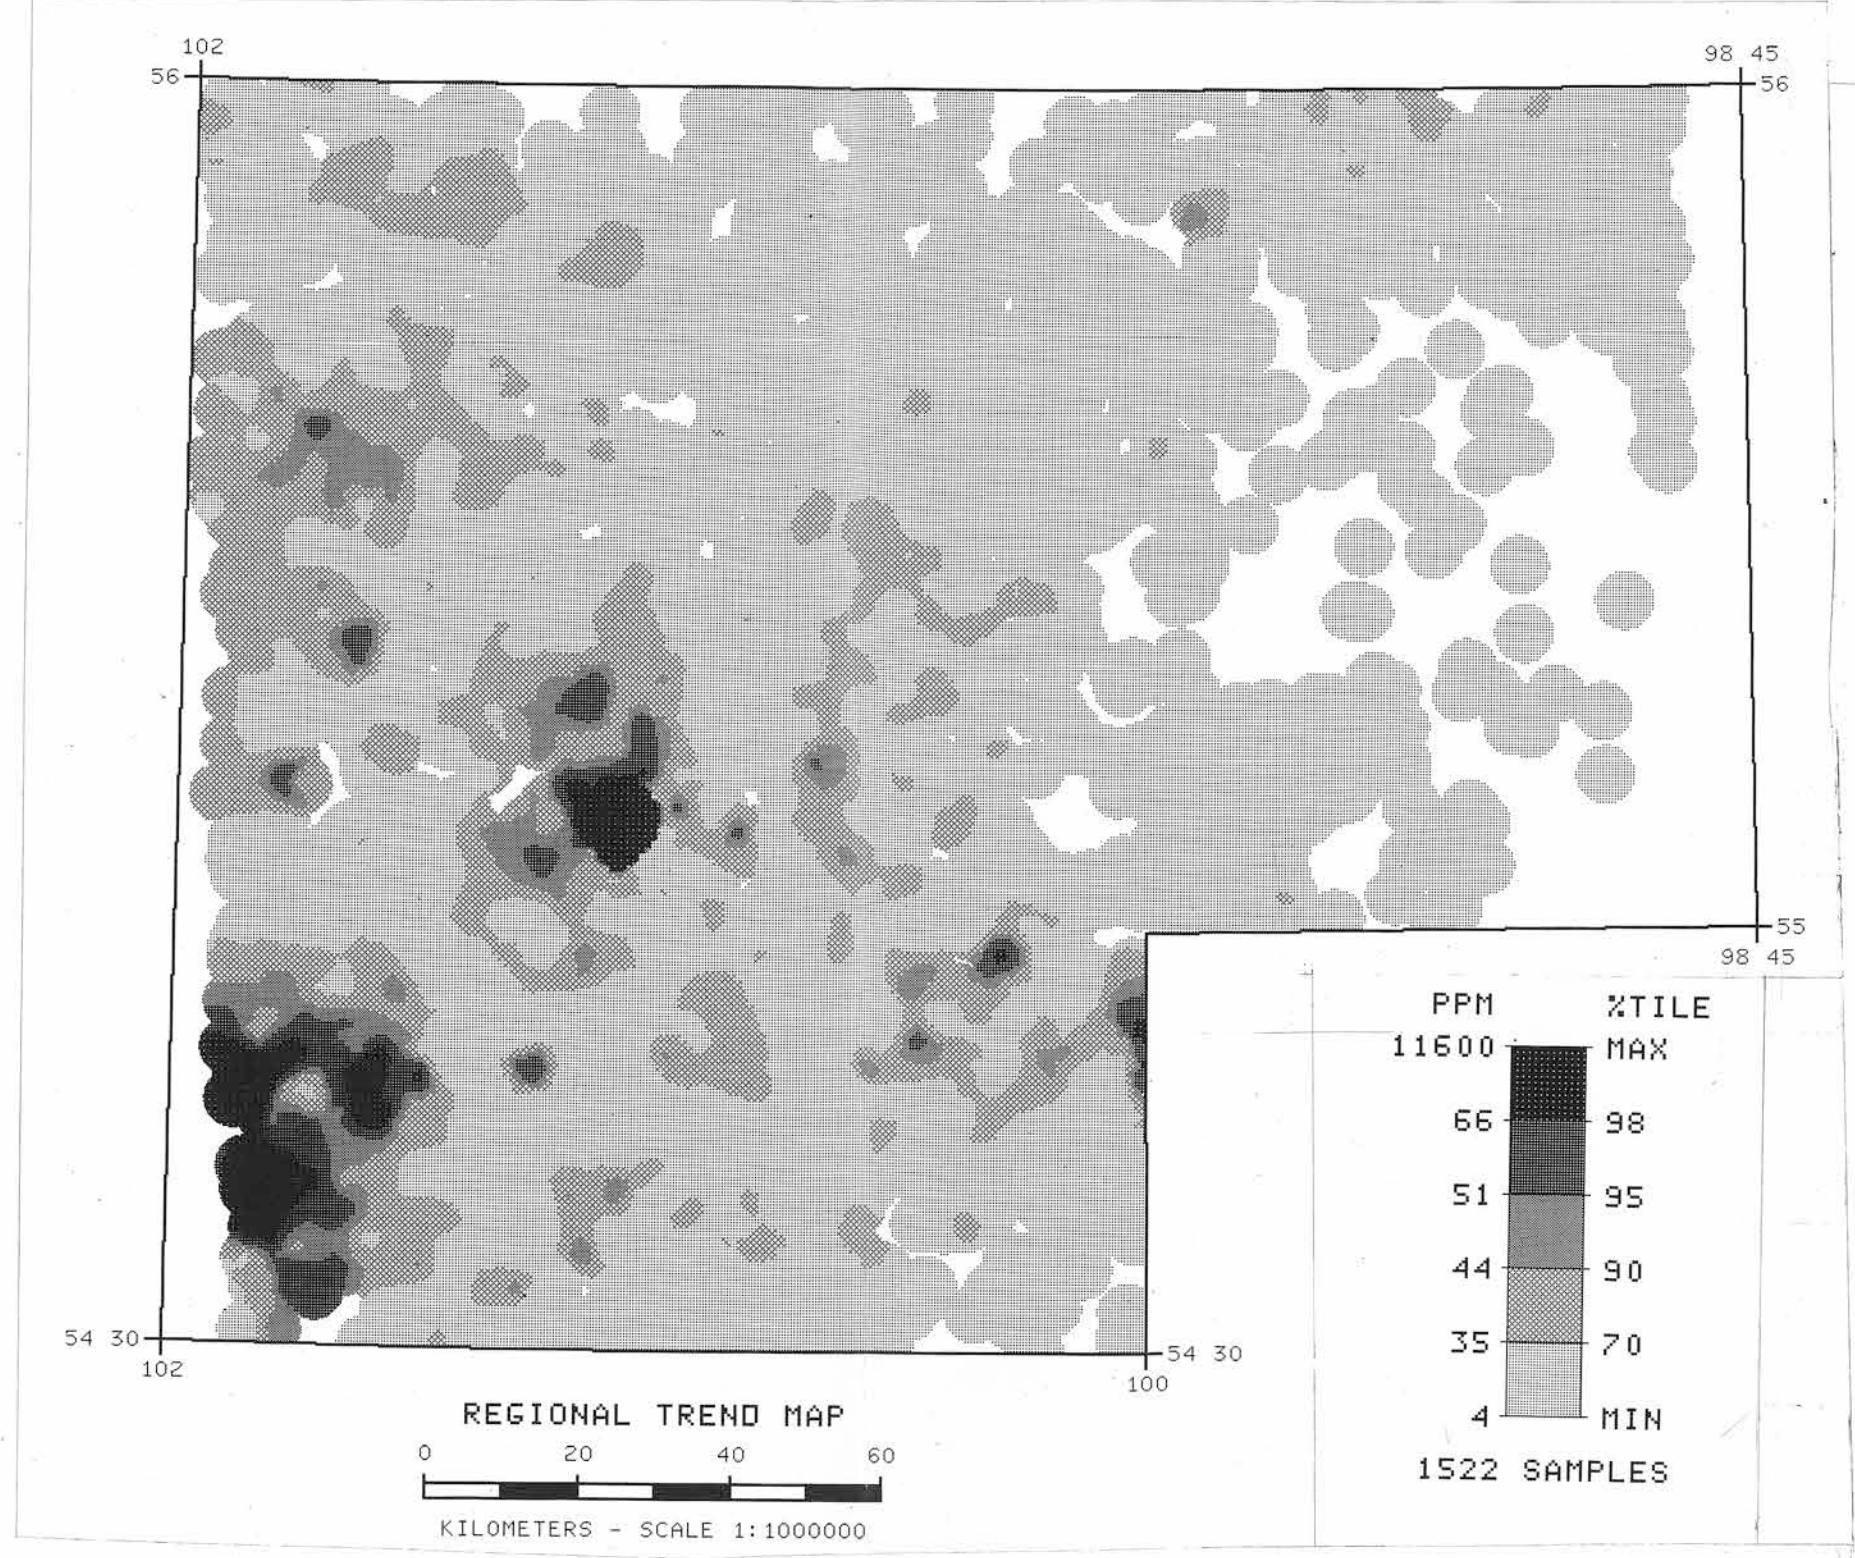 102
98 45
56
56
55
98 45
PPM %TILE
11600 MAX
66 98
51 95
44 90
35 70
4 MIN
1522 SAMPLES
54 30
54 30
102
100
REGIONAL TREND MAP
0 20 40 60
KILOMETERS - SCALE 1:1000000